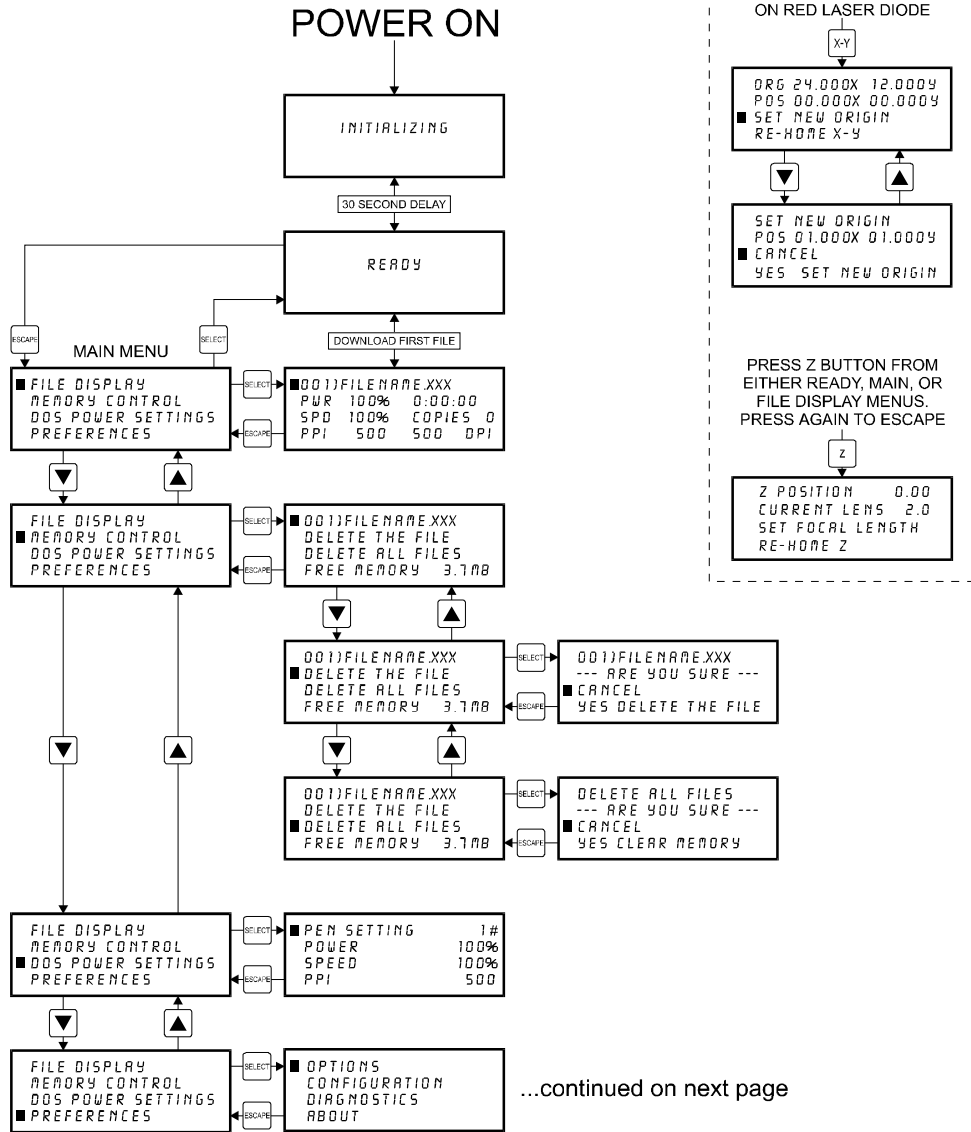 POWER ON
INITIALIZING
30 SECOND DELAY
READY
ESCAPE
SELECT
DOWNLOAD FIRST FILE
MAIN MENU
FILE DISPLAY
MEMORY CONTROL
DOS POWER SETTINGS
PREFERENCES
SELECT
ESCAPE
001)FILENAME.XXX
PWR 100% 0:00:00
SPD 100% COPIES 0
PPI 500 500 DPI
FILE DISPLAY
MEMORY CONTROL
DOS POWER SETTINGS
PREFERENCES
SELECT
ESCAPE
001)FILENAME.XXX
DELETE THE FILE
DELETE ALL FILES
FREE MEMORY 3.7MB
001)FILENAME.XXX
DELETE THE FILE
DELETE ALL FILES
FREE MEMORY 3.7MB
SELECT
ESCAPE
001)FILENAME.XXX
--- ARE YOU SURE ---
CANCEL
YES DELETE THE FILE
001)FILENAME.XXX
DELETE THE FILE
DELETE ALL FILES
FREE MEMORY 3.7MB
SELECT
ESCAPE
DELETE ALL FILES
--- ARE YOU SURE ---
CANCEL
YES CLEAR MEMORY
FILE DISPLAY
MEMORY CONTROL
DOS POWER SETTINGS
PREFERENCES
SELECT
ESCAPE
PEN SETTING 1#
POWER 100%
SPEED 100%
PPI 500
FILE DISPLAY
MEMORY CONTROL
DOS POWER SETTINGS
PREFERENCES
SELECT
ESCAPE
OPTIONS
CONFIGURATION
DIAGNOSTICS
ABOUT
...continued on next page
ON RED LASER DIODE
X-Y
ORG 24.000X 12.000Y
POS 00.000X 00.000Y
SET NEW ORIGIN
RE-HOME X-Y
SET NEW ORIGIN
POS 01.000X 01.000Y
CANCEL
YES SET NEW ORIGIN
PRESS Z BUTTON FROM
EITHER READY, MAIN, OR
FILE DISPLAY MENUS.
PRESS AGAIN TO ESCAPE
Z
Z POSITION 0.00
CURRENT LENS 2.0
SET FOCAL LENGTH
RE-HOME Z